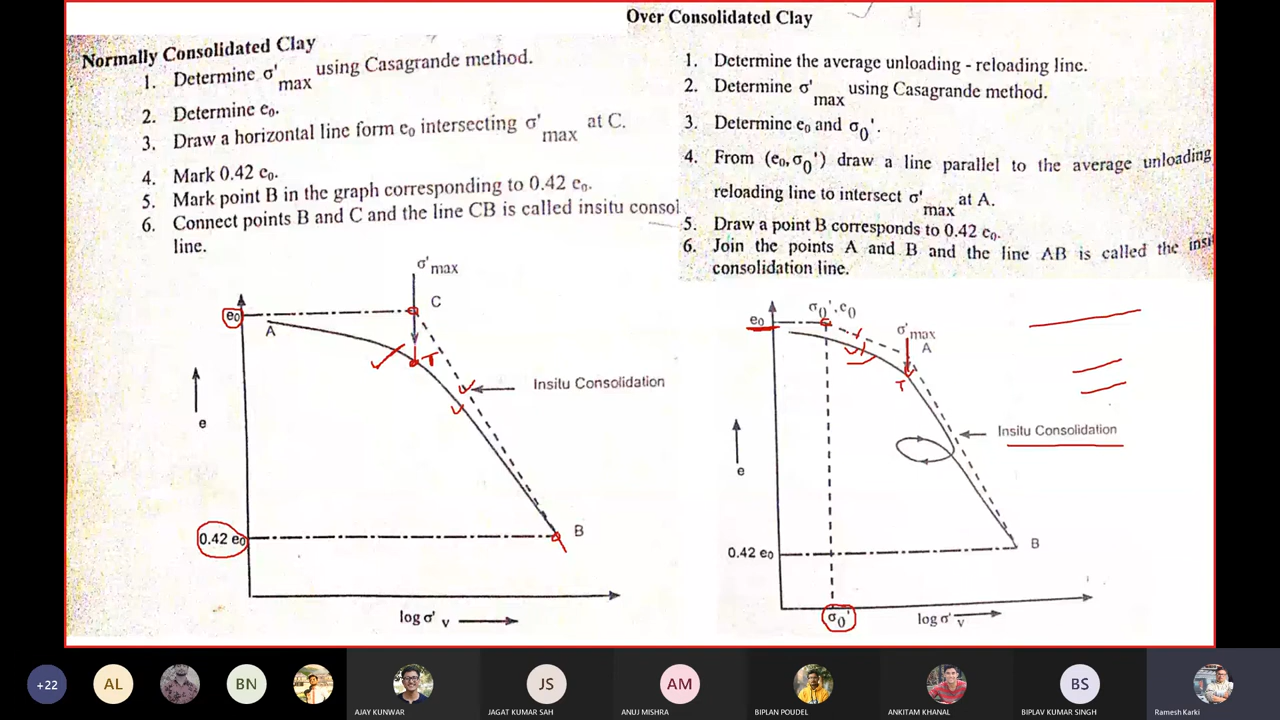 Over Consolidated Clay
Normally Consolidated Clay
1. Determine σ'max using Casagrande method.
2. Determine e₀.
3. Draw a horizontal line form e₀ intersecting σ'max at C.
4. Mark 0.42 e₀.
5. Mark point B in the graph corresponding to 0.42 e₀.
6. Connect points B and C and the line CB is called insitu consol
line.
1. Determine the average unloading - reloading line.
2. Determine σ'max using Casagrande method.
3. Determine e₀ and σ₀'.
4. From (e₀,σ₀') draw a line parallel to the average unloading
reloading line to intersect σ'max at A.
5. Draw a point B corresponds to 0.42 e₀.
6. Join the points A and B and the line AB is called the insi
consolidation line.
σ'max
C
e₀
A
T
Insitu Consolidation
e
0.42 e₀
B
log σ'v
σ₀', e₀
e₀
σ'max
A
T
Insitu Consolidation
e
0.42 e₀
B
σ₀'
log σ'v
+22
AL
BN
JS
AM
BS
AJAY KUNWAR
JAGAT KUMAR SAH
ANUJ MISHRA
BIPLAN POUDEL
ANKITAM KHANAL
BIPLAV KUMAR SINGH
Ramesh Karki